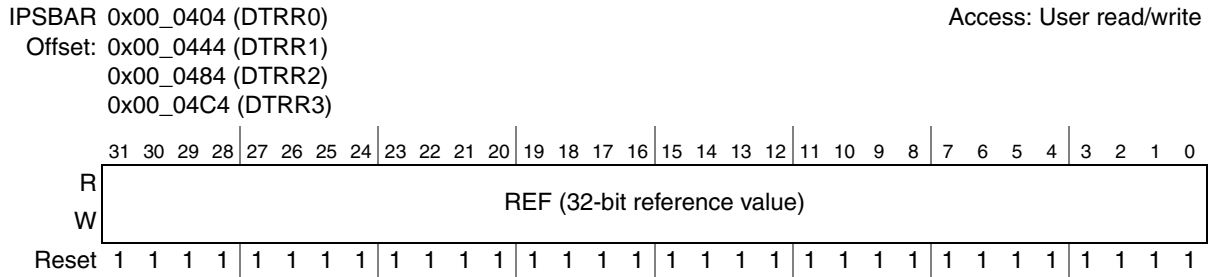 IPSBAR 0x00_0404 (DTRR0) Access: User read/write
Offset: 0x00_0444 (DTRR1)
0x00_0484 (DTRR2)
0x00_04C4 (DTRR3)
31 30 29 28 27 26 25 24 23 22 21 20 19 18 17 16 15 14 13 12 11 10 9 8 7 6 5 4 3 2 1 0
R
REF (32-bit reference value)
W
Reset 1 1 1 1 1 1 1 1 1 1 1 1 1 1 1 1 1 1 1 1 1 1 1 1 1 1 1 1 1 1 1 1